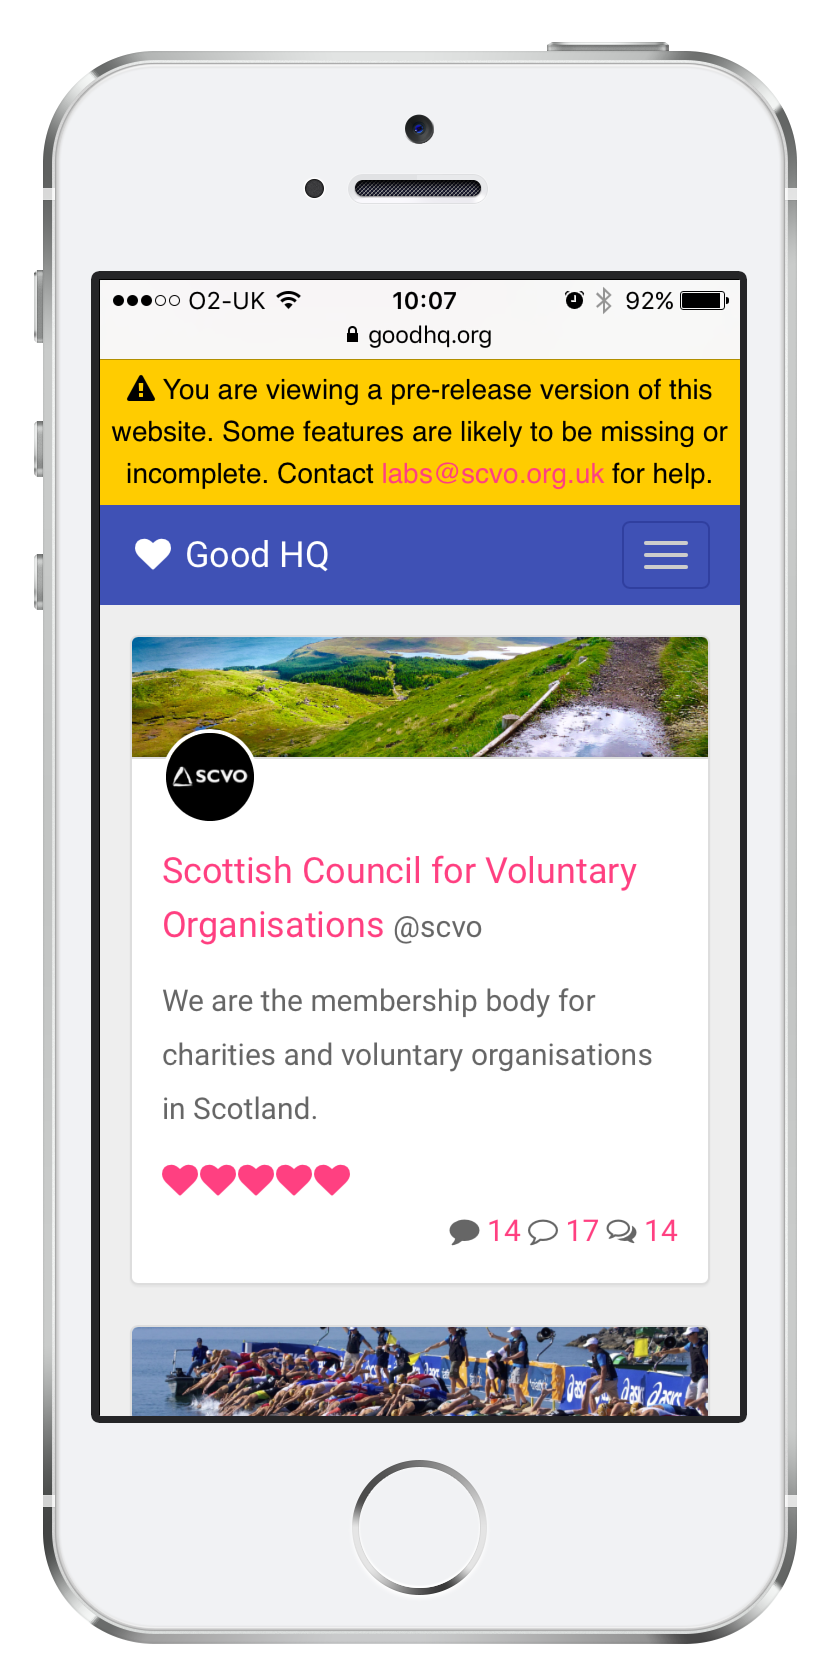 O2-UK 10:07 92%
goodhq.org
You are viewing a pre-release version of this
website. Some features are likely to be missing or
incomplete. Contact labs@scvo.org.uk for help.
Good HQ
SCVO
Scottish Council for Voluntary
Organisations @scvo
We are the membership body for
charities and voluntary organisations
in Scotland.
14 17 14
asics asics